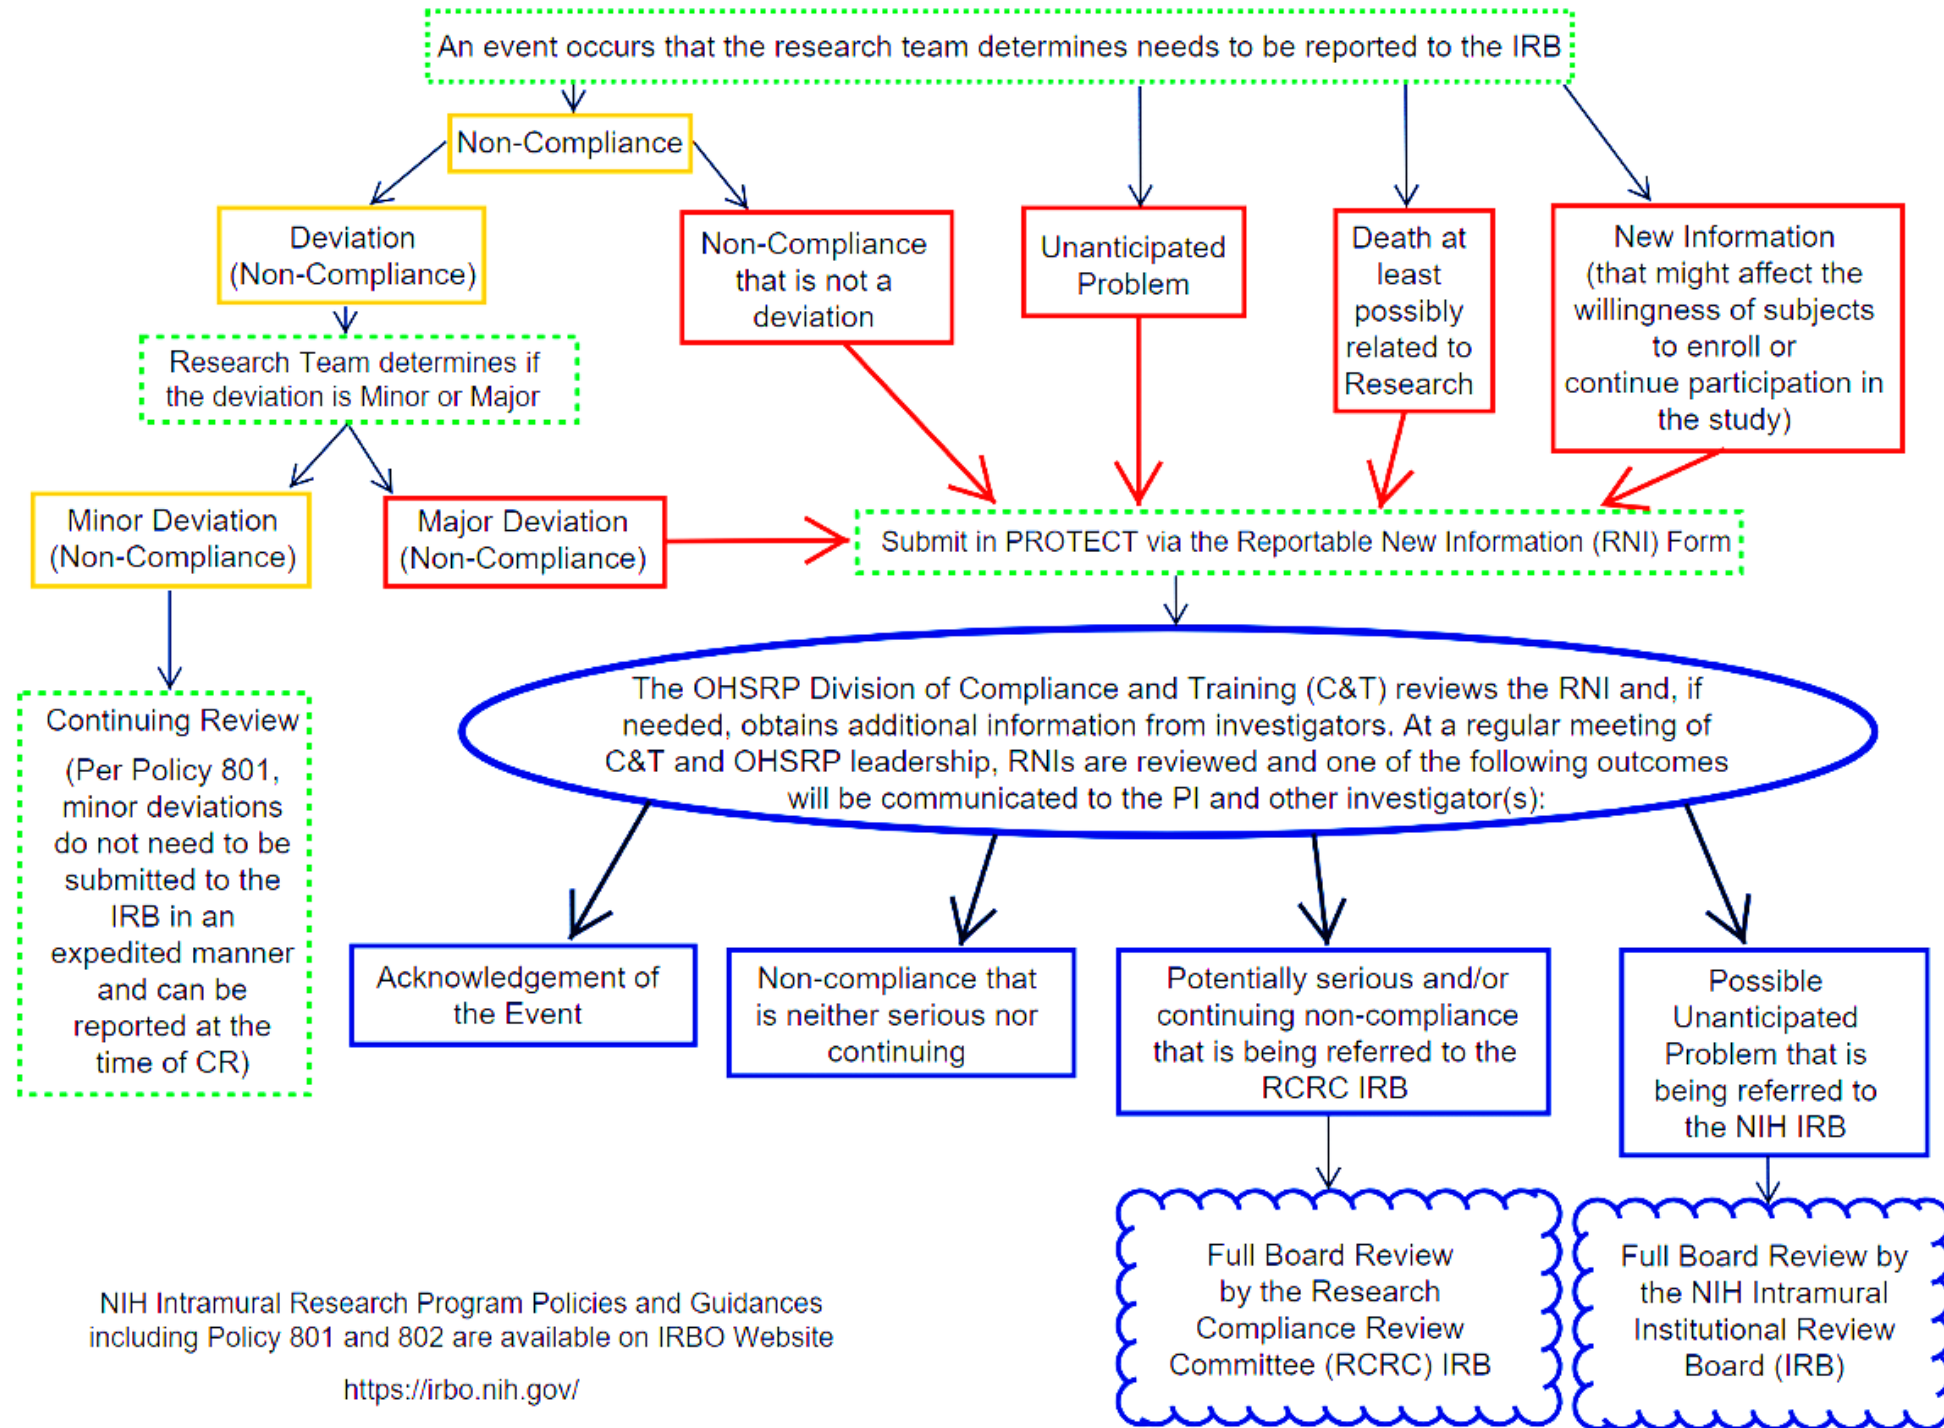 An event occurs that the research team determines needs to be reported to the IRB
Non-Compliance
Deviation
(Non-Compliance)
Non-Compliance
that is not a
deviation
Unanticipated
Problem
Death at
least
possibly
related to
Research
New Information
(that might affect the
willingness of subjects
to enroll or
continue participation in
the study)
Research Team determines if
the deviation is Minor or Major
Minor Deviation
(Non-Compliance)
Major Deviation
(Non-Compliance)
Submit in PROTECT via the Reportable New Information (RNI) Form
Continuing Review
(Per Policy 801,
minor deviations
do not need to be
submitted to the
IRB in an
expedited manner
and can be
reported at the
time of CR)
The OHSRP Division of Compliance and Training (C&T) reviews the RNI and, if
needed, obtains additional information from investigators. At a regular meeting of
C&T and OHSRP leadership, RNIs are reviewed and one of the following outcomes
will be communicated to the PI and other investigator(s):
Acknowledgement of
the Event
Non-compliance that
is neither serious nor
continuing
Potentially serious and/or
continuing non-compliance
that is being referred to the
RCRC IRB
Possible
Unanticipated
Problem that is
being referred to
the NIH IRB
Full Board Review
by the Research
Compliance Review
Committee (RCRC) IRB
Full Board Review by
the NIH Intramural
Institutional Review
Board (IRB)
NIH Intramural Research Program Policies and Guidances
including Policy 801 and 802 are available on IRBO Website
https://irbo.nih.gov/